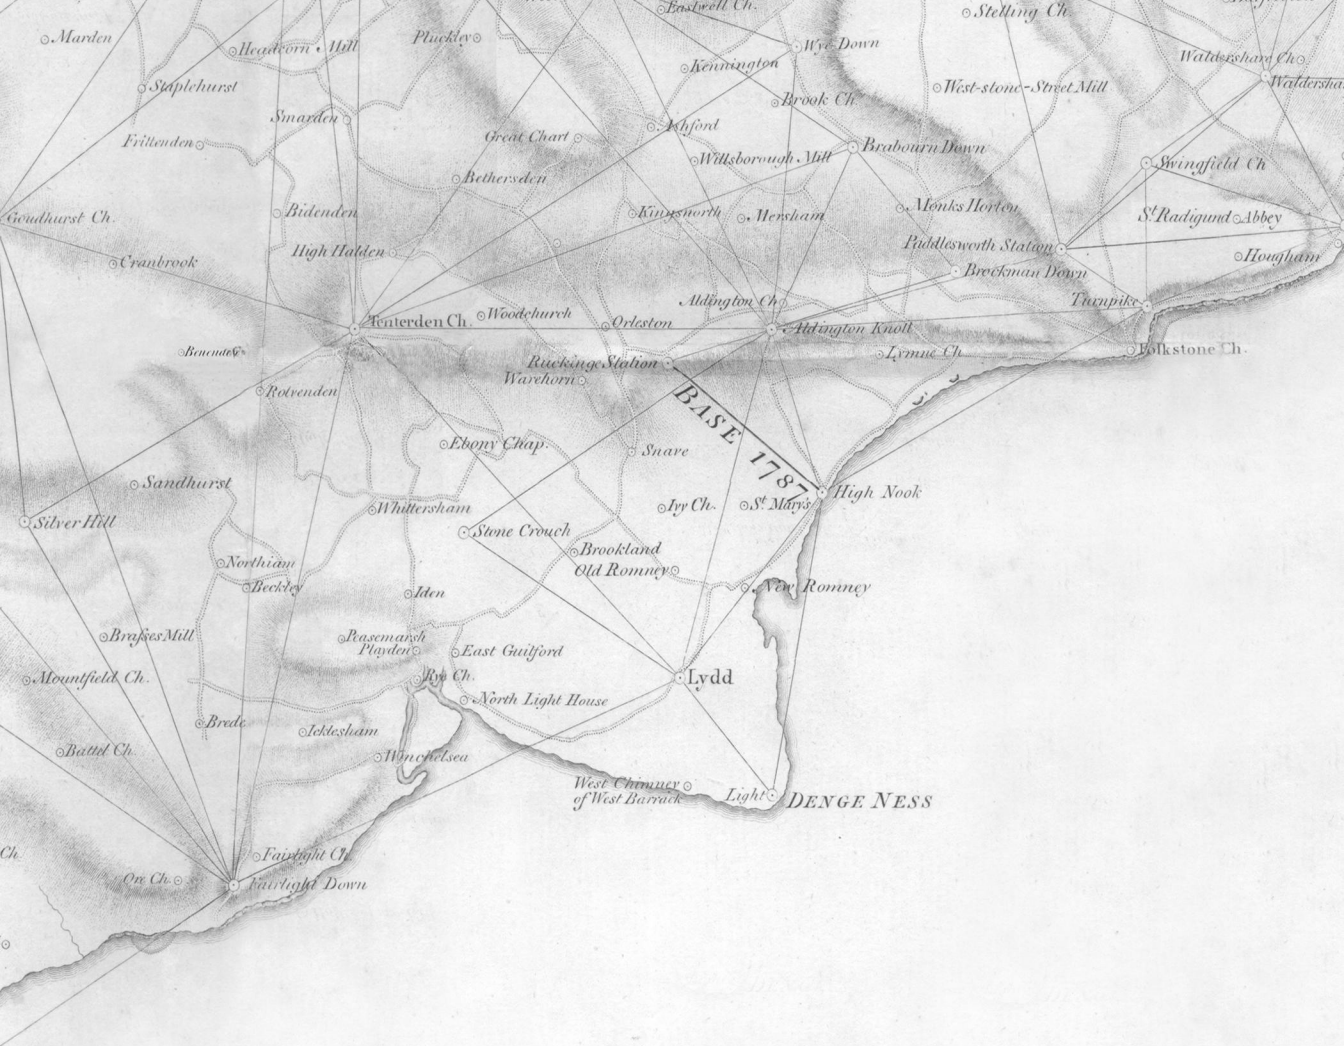 Eastwell Ch.
Stelling Ch.
Marden
Headcorn Mill
Pluckley
Wye Down
Waldershare Ch
Kennington
Staplehurst
West-stone-Street Mill
Waldersha
Brook Ch
Smarden
Ashford
Great Chart
Frittenden
Brabourn Down
Willsborough Mill
Swingfield Ch
Bethersden
Bidenden
Kingsnorth
Mersham
Monks Horton
St. Radigund Abbey
Goudhurst Ch.
High Halden
Paddlesworth Station
Hougham
Cranbrook
Brockman Down
Aldington Ch
Turnpike
Tenterden Ch.
Woodchurch
Orleston
Aldington Knoll
Lymne Ch
Folkstone Ch.
Ruckinge Station
Warehorn
Rolvenden
BASE 1787
Ebony Chap.
Snave
Sandhurst
High Nook
Whittersham
Ivy Ch.
St. Mary's
Silver Hill
Stone Crouch
Brookland
Northiam
Old Romney
Beckley
Iden
New Romney
Braſses Mill
Peasemarsh
Playden
East Guilford
Mountfield Ch.
Rye Ch.
Lydd
North Light House
Brede
Icklesham
Battel Ch.
Winchelsea
West Chimney
of West Barrack
Light
DENGE NESS
Ch.
Fairlight Ch.
Ore Ch.
Fairlight Down